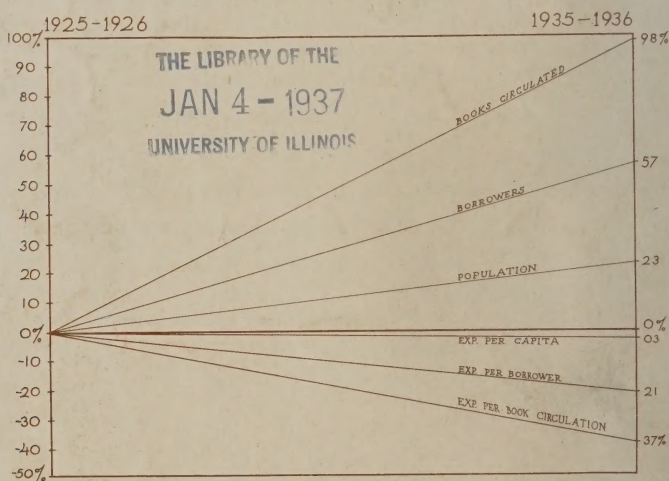 1925-1926 1935-1936
100% 98%
THE LIBRARY OF THE
JAN 4 - 1937
UNIVERSITY OF ILLINOIS
90
80
70
60
50
40
30
20
10
0%
-10
-20
-30
-40
-50%
BOOKS CIRCULATED
57
BORROWERS
23
POPULATION
0%
03
EXP. PER CAPITA
EXP. PER BORROWER
21
EXP. PER BOOK CIRCULATION
37%